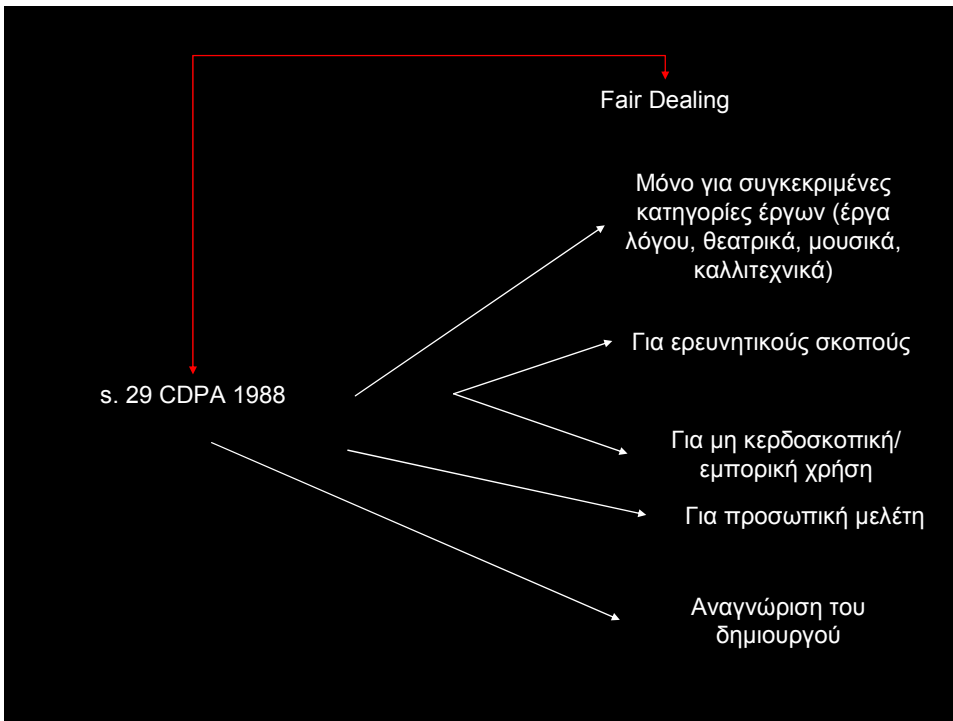 Fair Dealing
Μόνο για συγκεκριμένες
κατηγορίες έργων (έργα
λόγου, θεατρικά, μουσικά,
καλλιτεχνικά)
Για ερευνητικούς σκοπούς
s. 29 CDPA 1988
Για μη κερδοσκοπική/
εμπορική χρήση
Για προσωπική μελέτη
Αναγνώριση του
δημιουργού